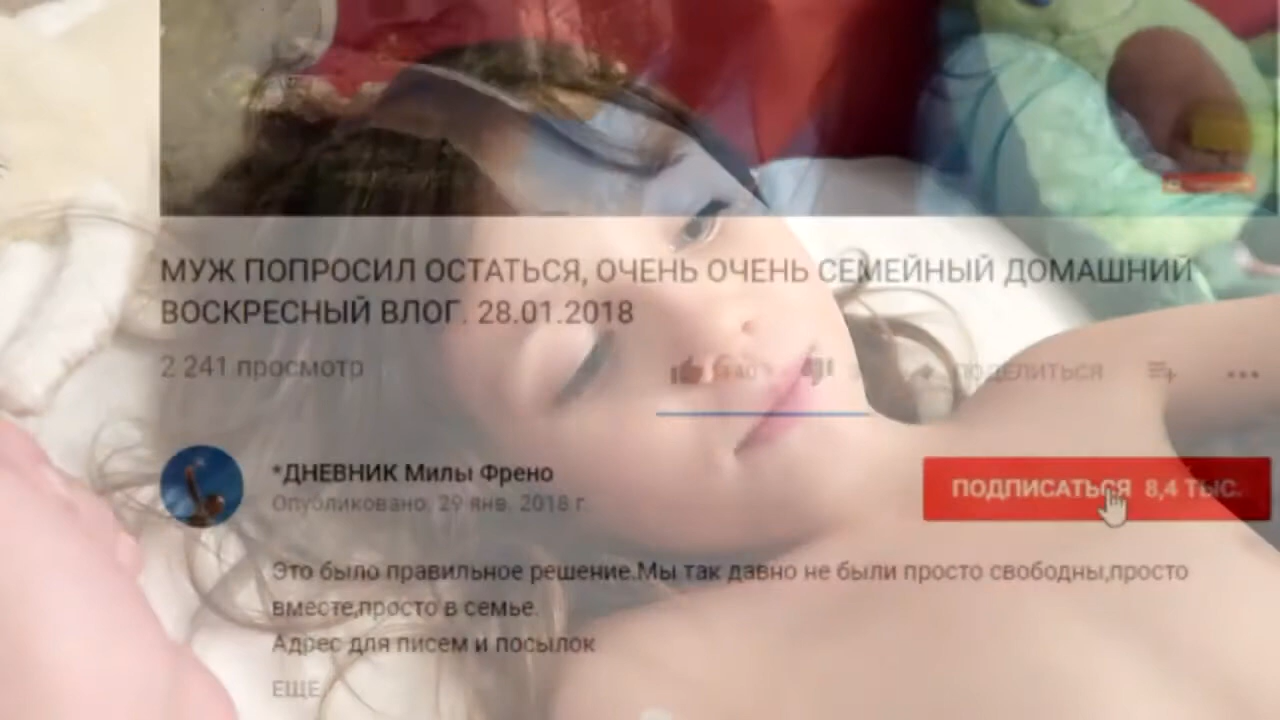 МУЖ ПОПРОСИЛ ОСТАТЬСЯ, ОЧЕНЬ ОЧЕНЬ СЕМЕЙНЫЙ ДОМАШНИЙ
ВОСКРЕСНЫЙ ВЛОГ. 28.01.2018
2 241 просмотр
ПОДЕЛИТЬСЯ
*ДНЕВНИК Милы Френо
Опубликовано: 29 янв. 2018 г.
ПОДПИСАТЬСЯ 8,4 ТЫС.
Это было правильное решение.Мы так давно не были просто свободны,просто
вместе,просто в семье.
Адрес для писем и посылок
ЕЩЕ